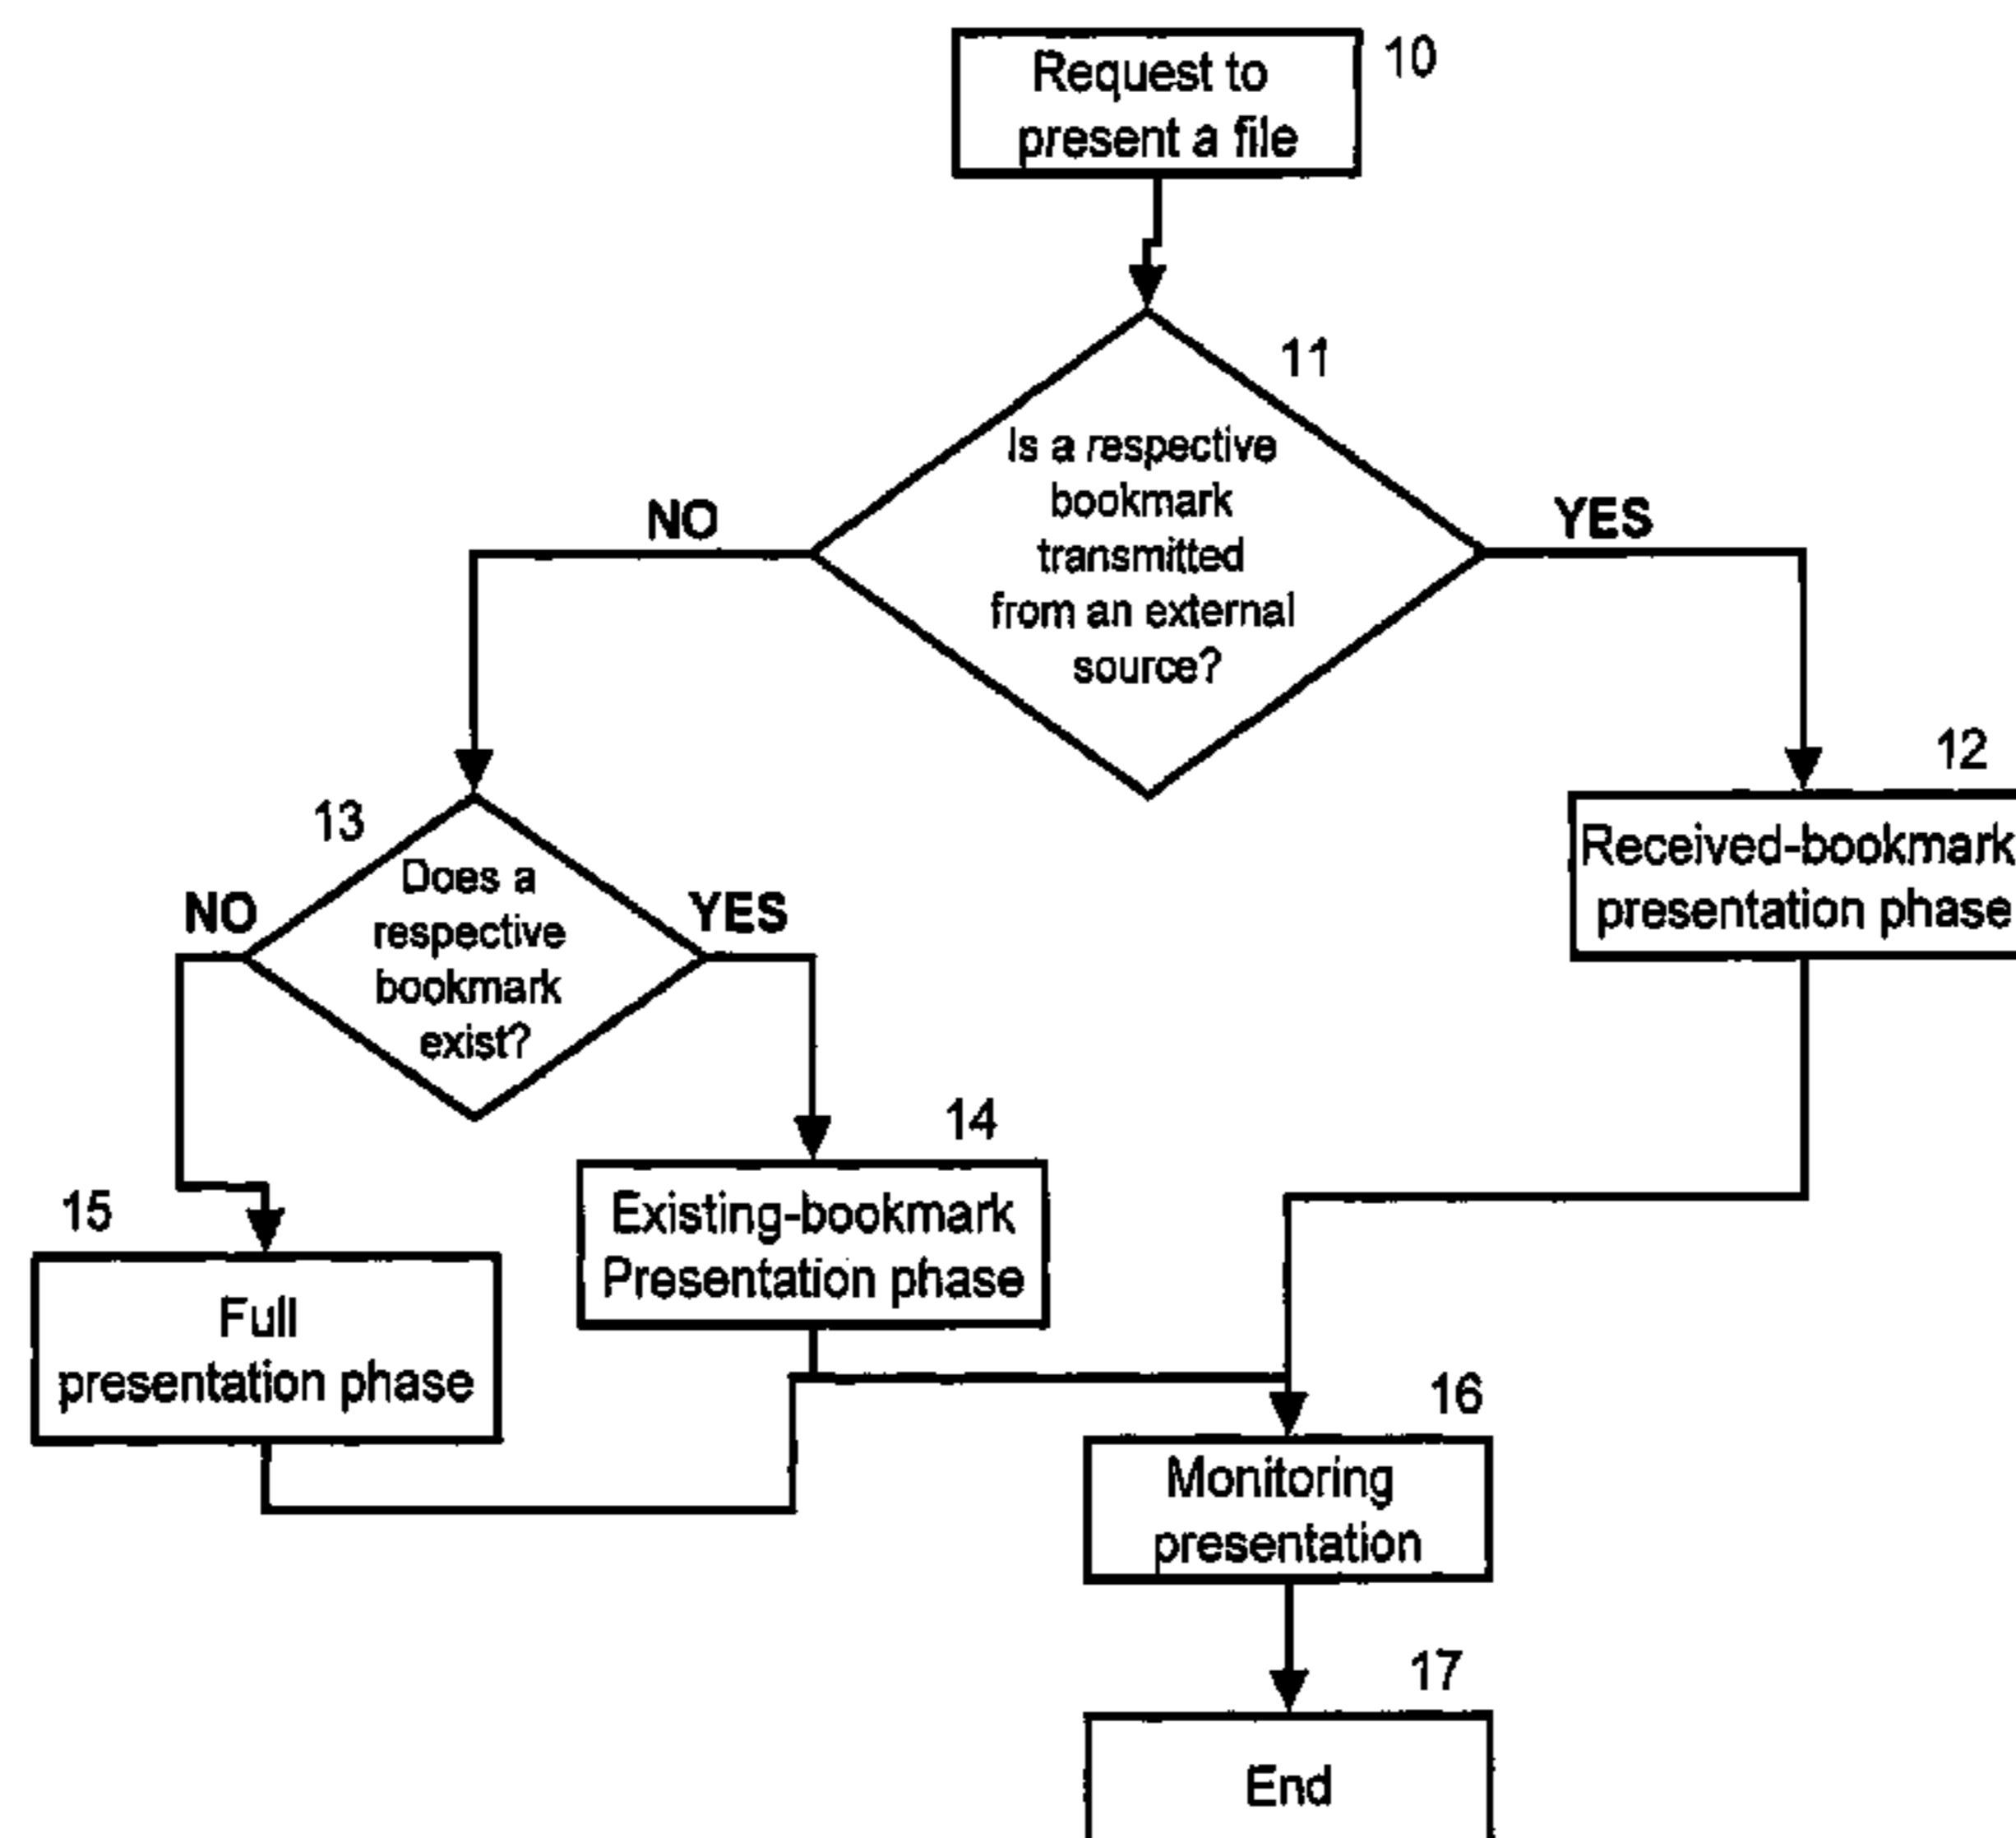 Request to
present a file
10
11
Is a respective
bookmark
transmitted
from an external
source?
NO
YES
12
Received-bookmark
presentation phase
13
Does a
respective
bookmark
exist?
NO
YES
14
Existing-bookmark
Presentation phase
15
Full
presentation phase
16
Monitoring
presentation
17
End